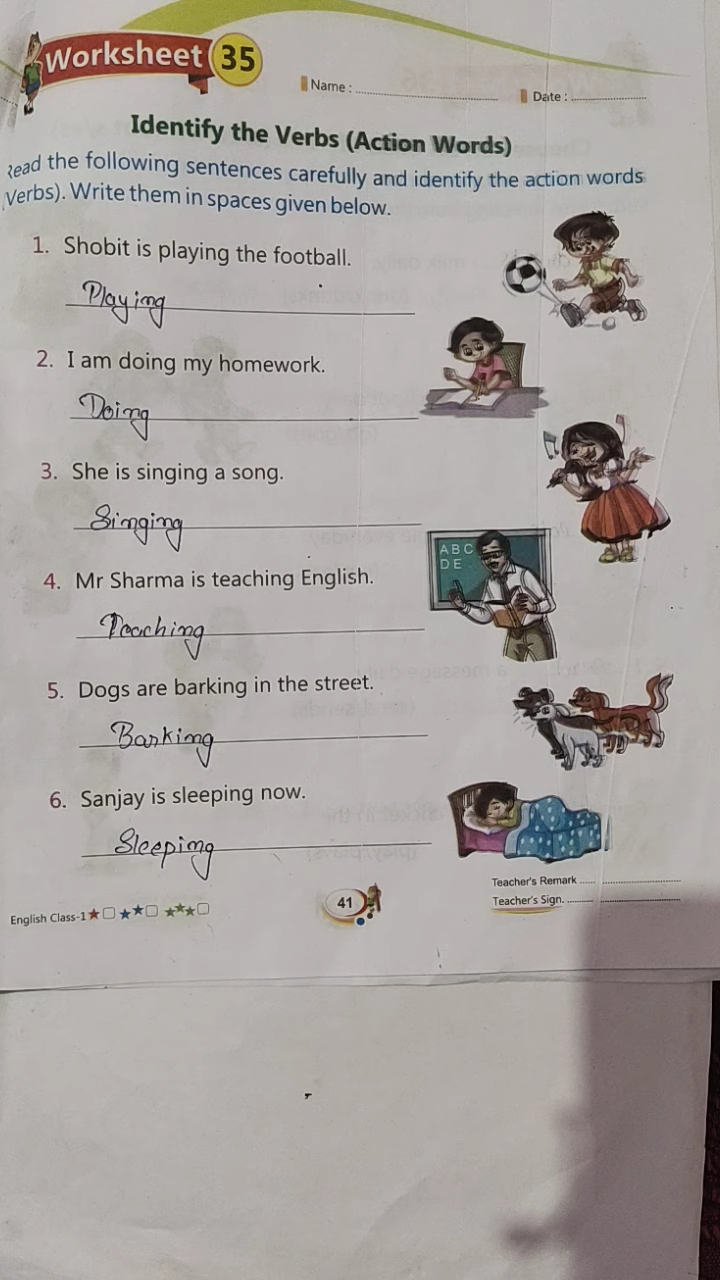 Worksheet 35
Name :
Date :
Identify the Verbs (Action Words)
Read the following sentences carefully and identify the action words
(Verbs). Write them in spaces given below.
1. Shobit is playing the football.
Playing
2. I am doing my homework.
Doing
3. She is singing a song.
Singing
4. Mr Sharma is teaching English.
ABC
DE
Teaching
5. Dogs are barking in the street.
Barking
6. Sanjay is sleeping now.
Sleeping
Teacher's Remark
Teacher's Sign.
English Class-1
41